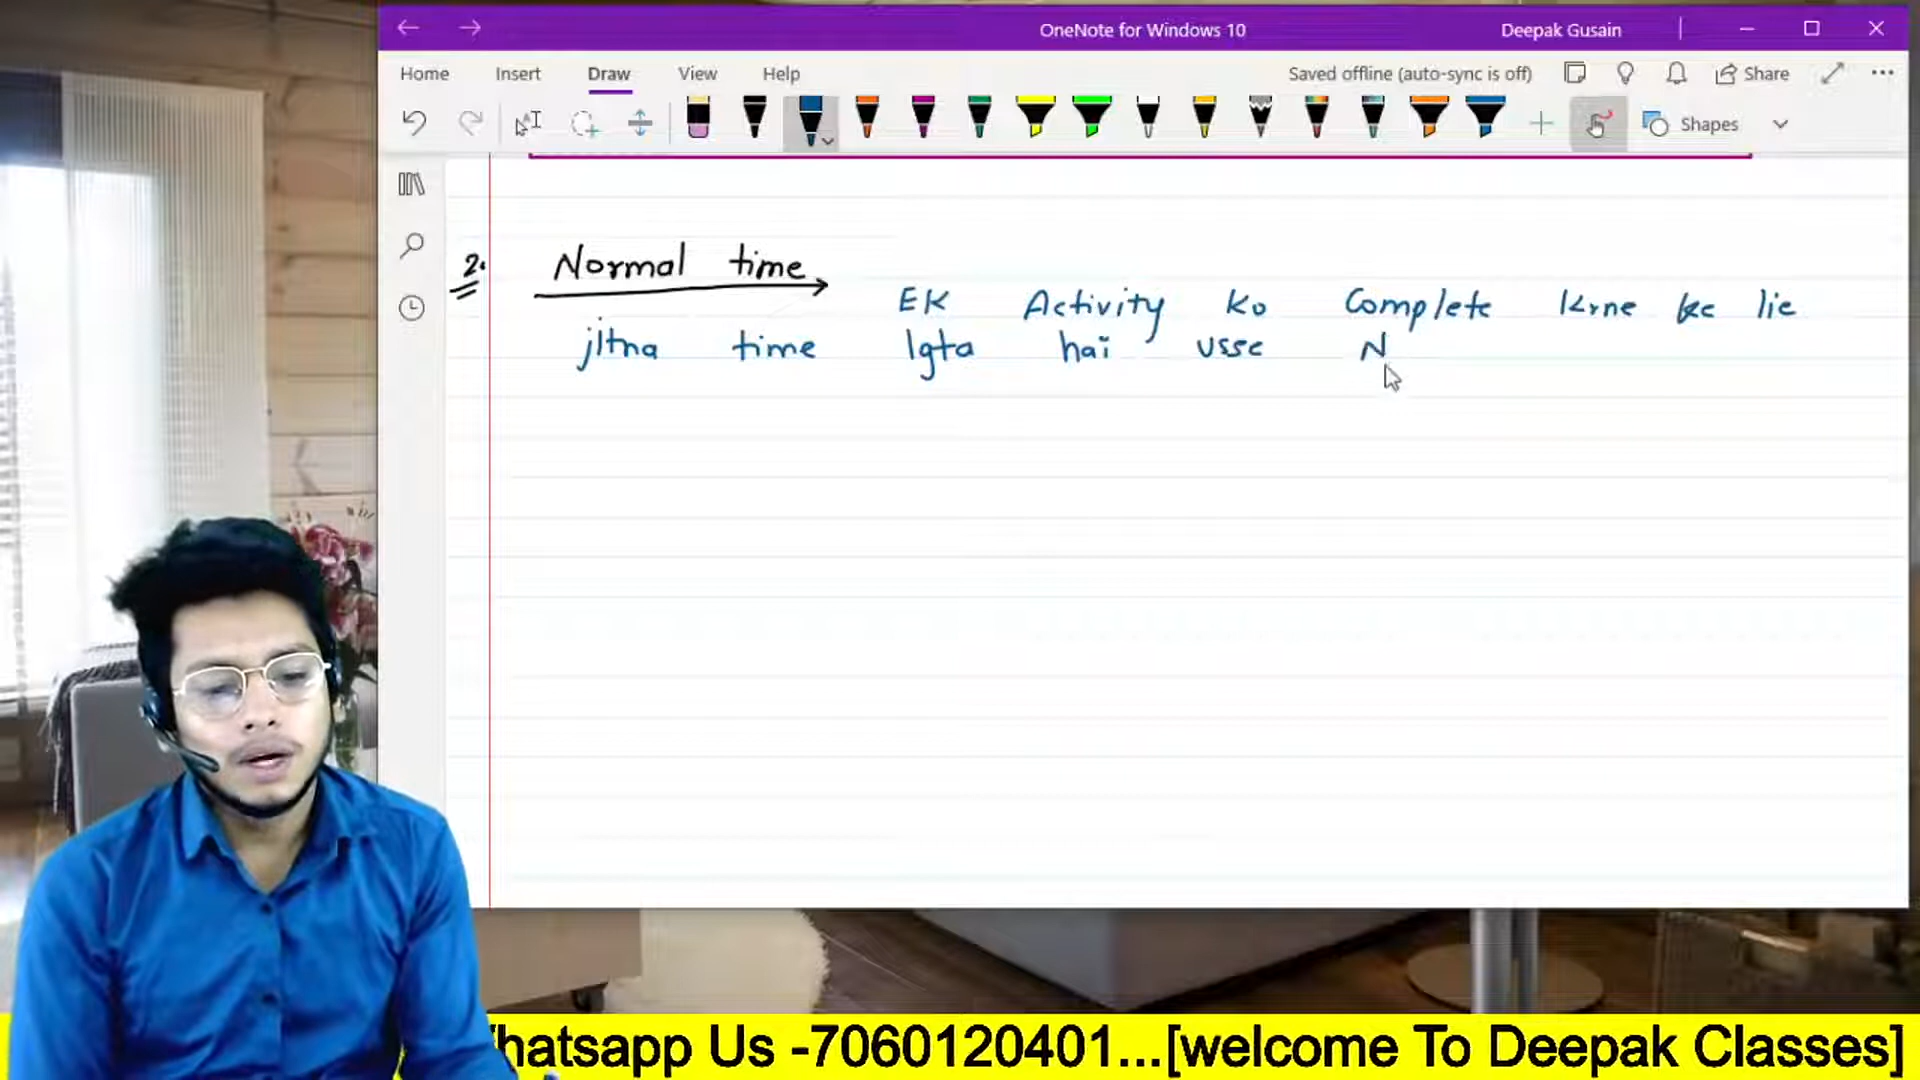 OneNote for Windows 10
Deepak Gusain
Home Insert Draw View Help
Saved offline (auto-sync is off) Share
Shapes
2. Normal time
EK Activity ko Complete krne ke lie
jitna time lgta hai usse N
hatsapp Us -7060120401...[welcome To Deepak Classes]